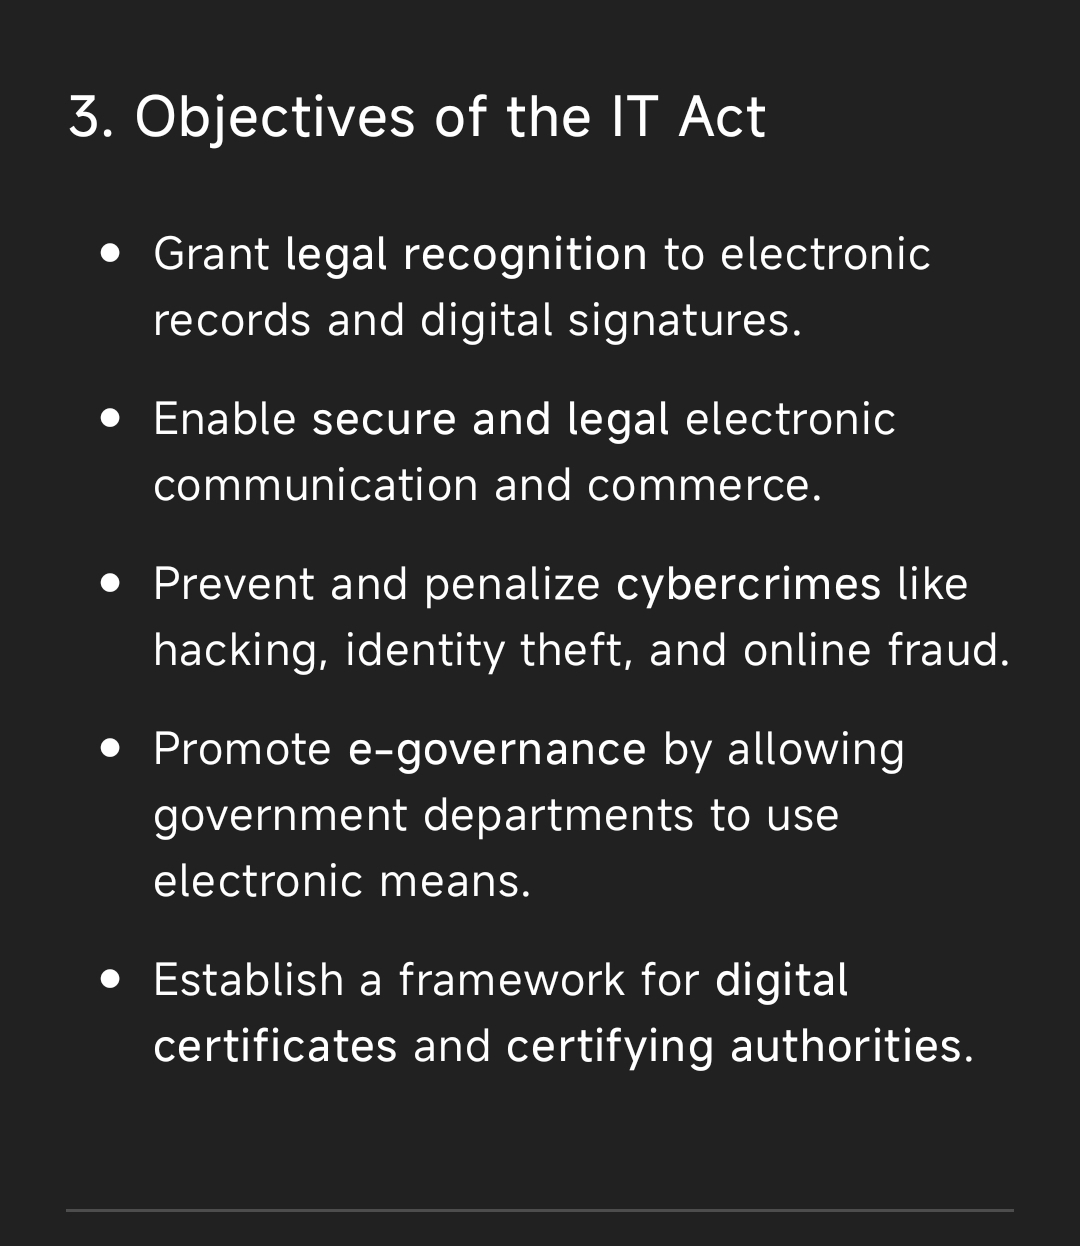 3. Objectives of the IT Act
• Grant legal recognition to electronic
records and digital signatures.
• Enable secure and legal electronic
communication and commerce.
• Prevent and penalize cybercrimes like
hacking, identity theft, and online fraud.
• Promote e-governance by allowing
government departments to use
electronic means.
• Establish a framework for digital
certificates and certifying authorities.